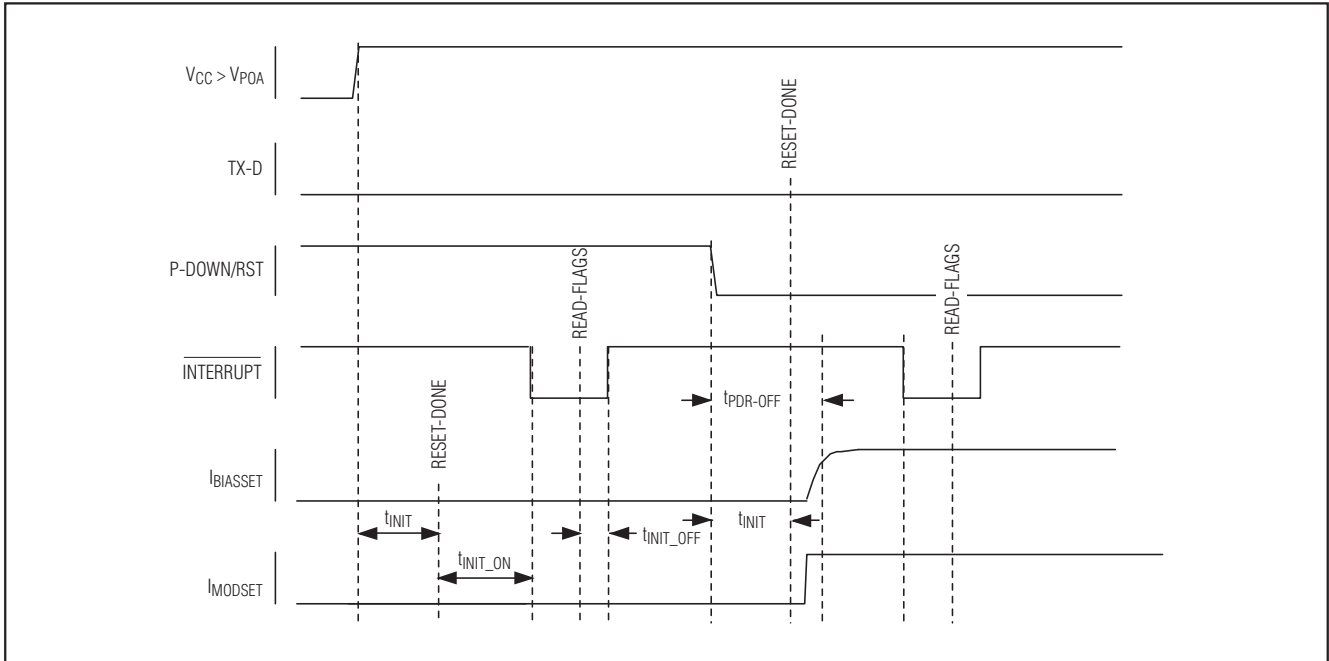 VCC > VPOA
RESET-DONE
TX-D
P-DOWN/RST
READ-FLAGS
READ-FLAGS
INTERRUPT
tPDR-OFF
RESET-DONE
IBIASSET
tINIT
tINIT_OFF
tINIT
tINIT_ON
IMODSET